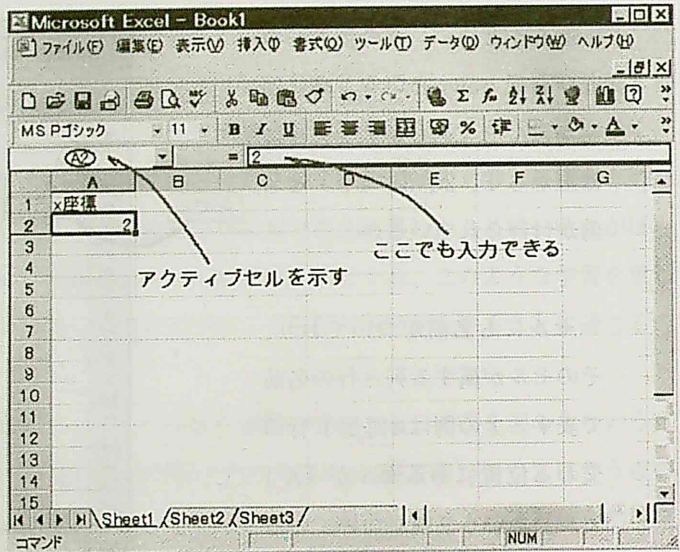 Microsoft Excel - Book1
ファイル(F) 編集(E) 表示(V) 挿入(I) 書式(O) ツール(T) データ(D) ウィンドウ(W) ヘルプ(H)
MS Pゴシック 11 B I U %
A2 = 2
A B C D E F G
1 x座標
2 2
3
ここでも入力できる
4
アクティブセルを示す
5
6
7
8
9
10
11
12
13
14
15
Sheet1 Sheet2 Sheet3
コマンド NUM